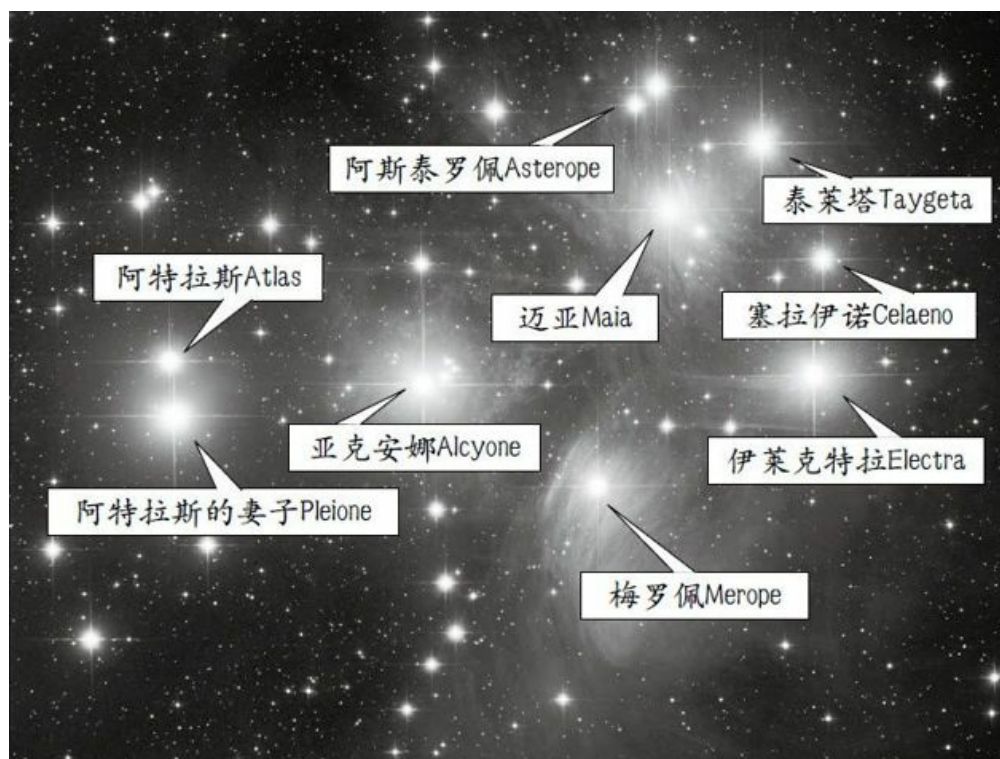 阿斯泰罗佩Asterope
泰莱塔Taygeta
阿特拉斯Atlas
迈亚Maia
塞拉伊诺Celaeno
亚克安娜Alcyone
伊莱克特拉Electra
阿特拉斯的妻子Pleione
梅罗佩Merope